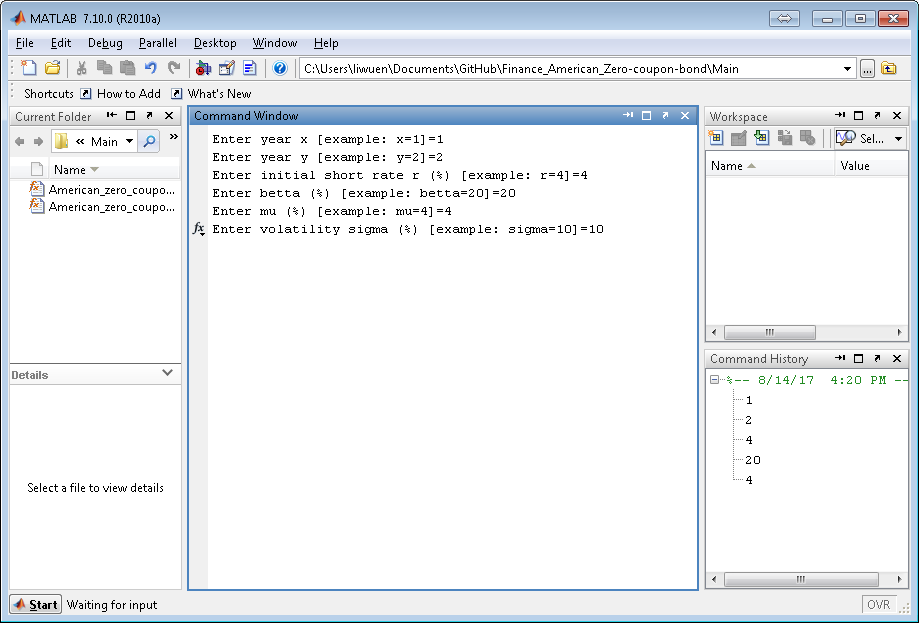 MATLAB 7.10.0 (R2010a)
File Edit Debug Parallel Desktop Window Help
C:\Users\liwuen\Documents\GitHub\Finance_American_Zero-coupon-bond\Main
Shortcuts How to Add What's New
Current Folder
« Main
»
Name
American_zero_coupo...
American_zero_coupo...
Details
Select a file to view details
Command Window
Enter year x [example: x=1]=1
Enter year y [example: y=2]=2
Enter initial short rate r (%) [example: r=4]=4
Enter betta (%) [example: betta=20]=20
Enter mu (%) [example: mu=4]=4
fx Enter volatility sigma (%) [example: sigma=10]=10
Workspace
Sel...
Name Value
Command History
%-- 8/14/17 4:20 PM --
1
2
4
20
4
Start Waiting for input
OVR